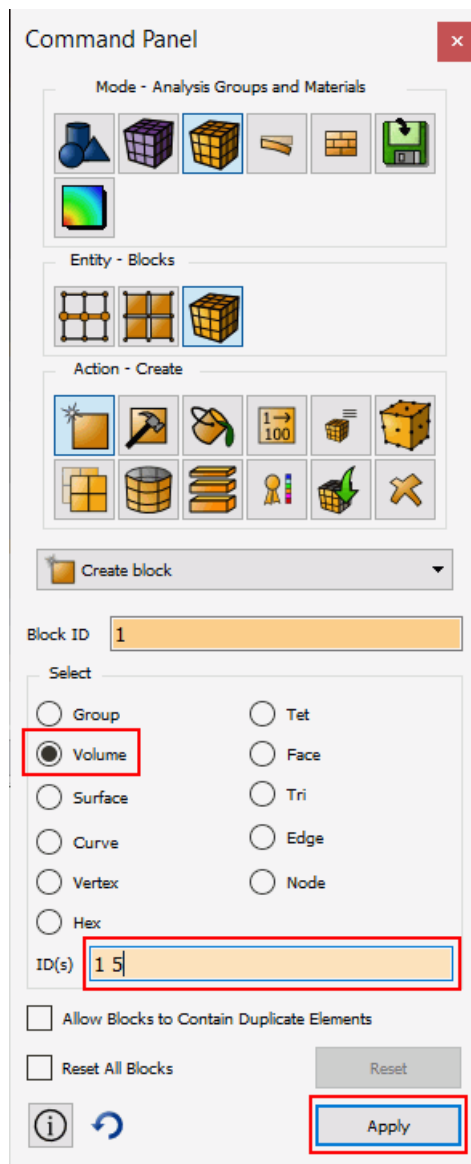 Command Panel
Mode - Analysis Groups and Materials
Entity - Blocks
Action - Create
1→
100
Create block
Block ID 1
Select
Group Tet
Volume Face
Surface Tri
Curve Edge
Vertex Node
Hex
ID(s) 1 5
Allow Blocks to Contain Duplicate Elements
Reset All Blocks Reset
Apply